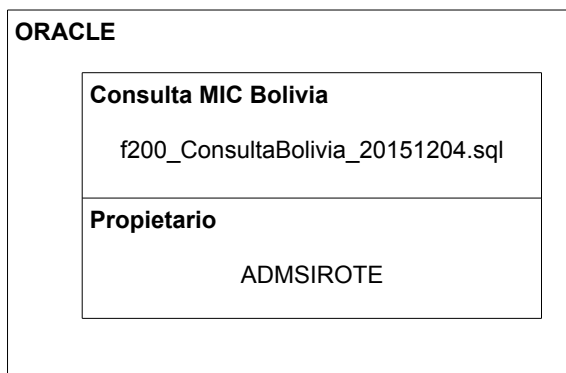 ORACLE
Consulta MIC Bolivia
f200_ConsultaBolivia_20151204.sql
Propietario
ADMSIROTE